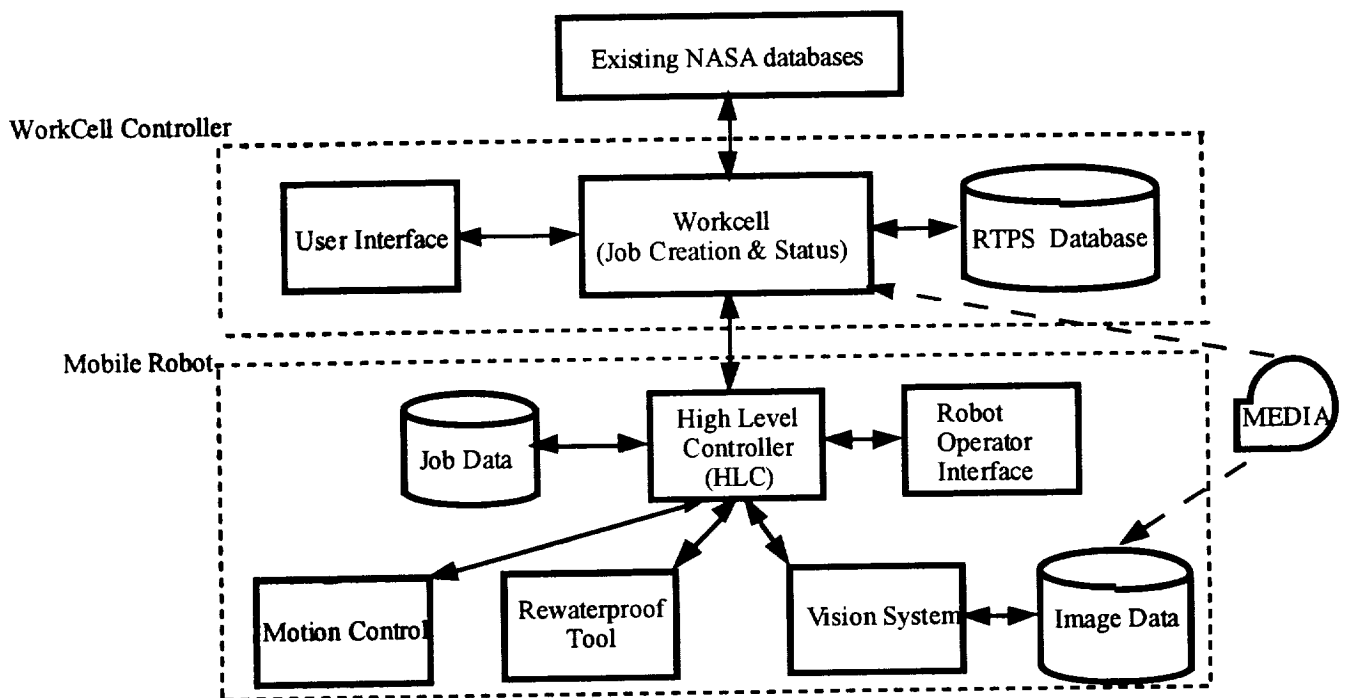 Existing NASA databases
WorkCell Controller
User Interface
Workcell
(Job Creation & Status)
RTPS Database
Mobile Robot
Job Data
High Level
Controller
(HLC)
Robot
Operator
Interface
MEDIA
Motion Control
Rewaterproof
Tool
Vision System
Image Data